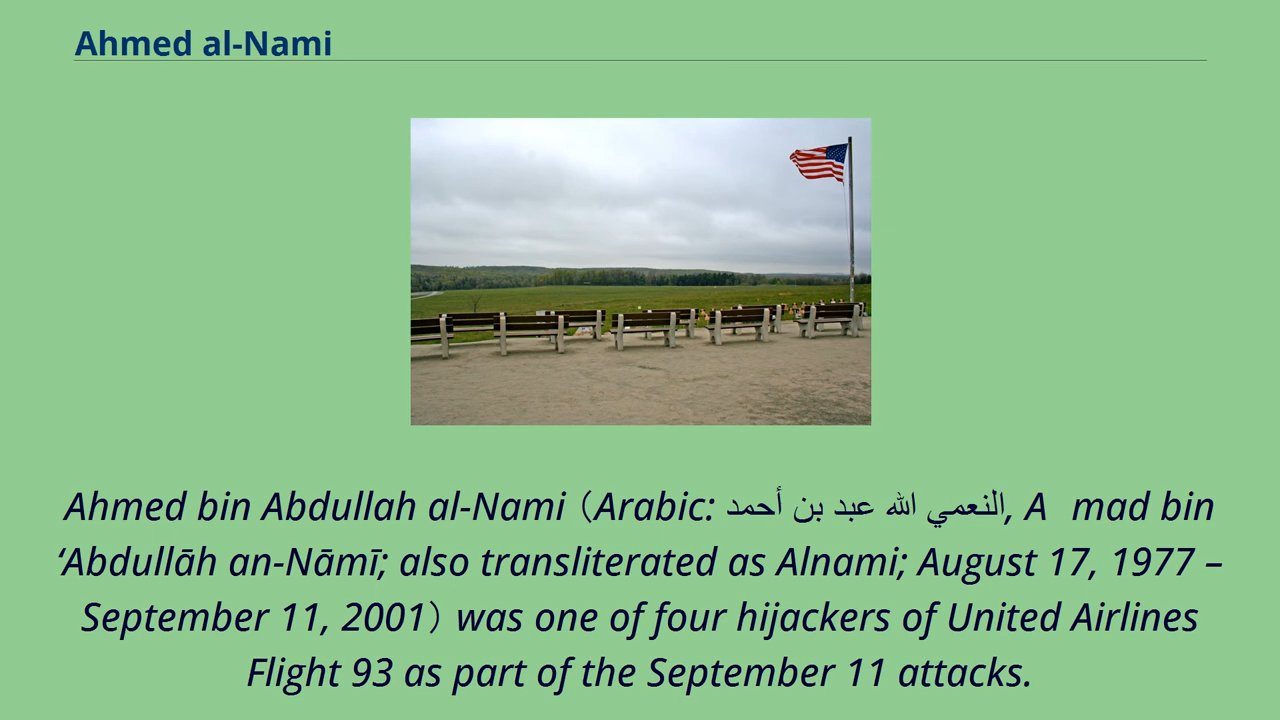 Ahmed al-Nami
Ahmed bin Abdullah al-Nami (Arabic: النعمي الله عبد بن أحمد, A mad bin
‘Abdullāh an-Nāmī; also transliterated as Alnami; August 17, 1977 –
September 11, 2001) was one of four hijackers of United Airlines
Flight 93 as part of the September 11 attacks.